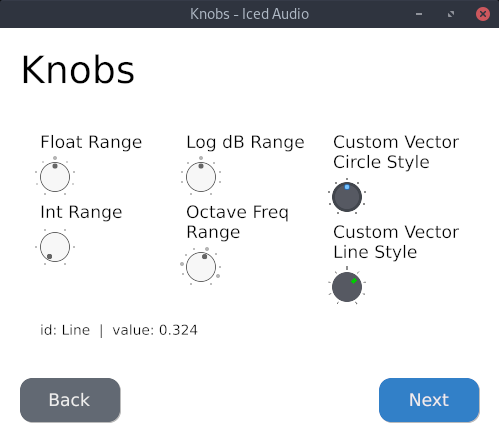 Knobs - Iced Audio
Knobs
Float Range
Log dB Range
Custom Vector
Circle Style
Int Range
Octave Freq
Range
Custom Vector
Line Style
id: Line | value: 0.324
Back
Next